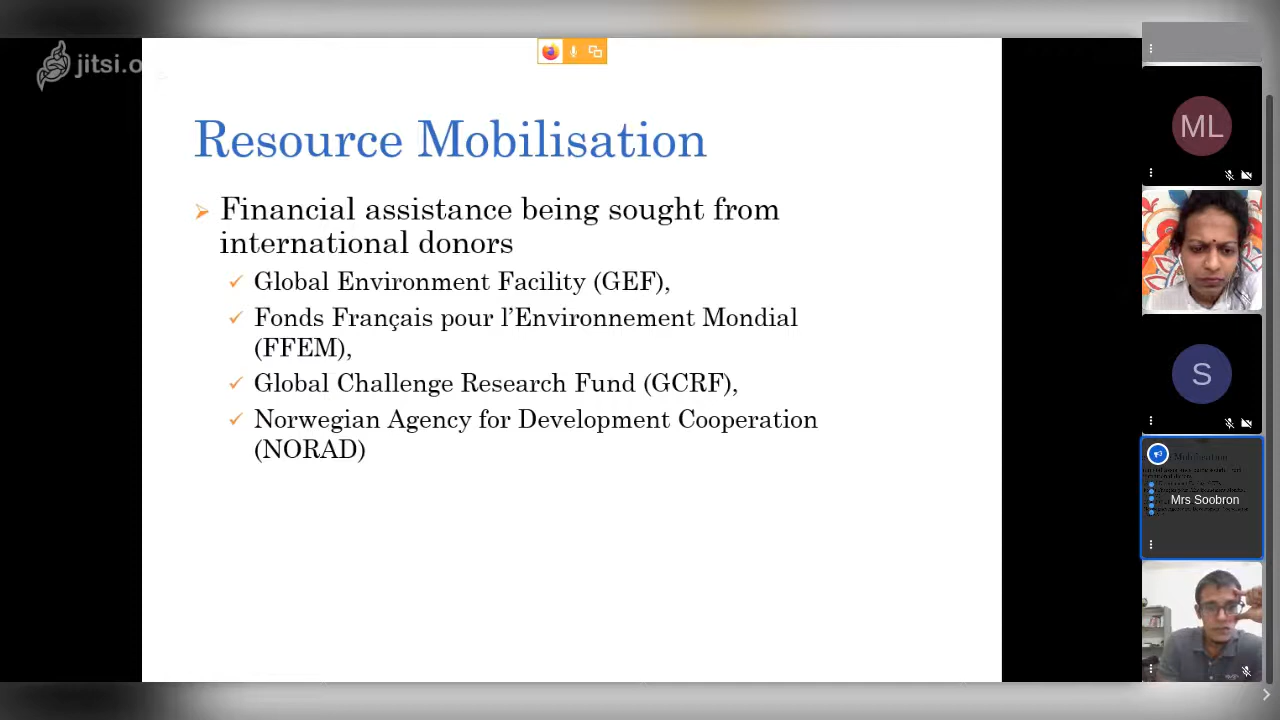 jitsi.o
Resource Mobilisation
Financial assistance being sought from
international donors
Global Environment Facility (GEF),
Fonds Français pour l’Environnement Mondial
(FFEM),
Global Challenge Research Fund (GCRF),
Norwegian Agency for Development Cooperation
(NORAD)
ML
S
Mobilisation
Mrs Soobron